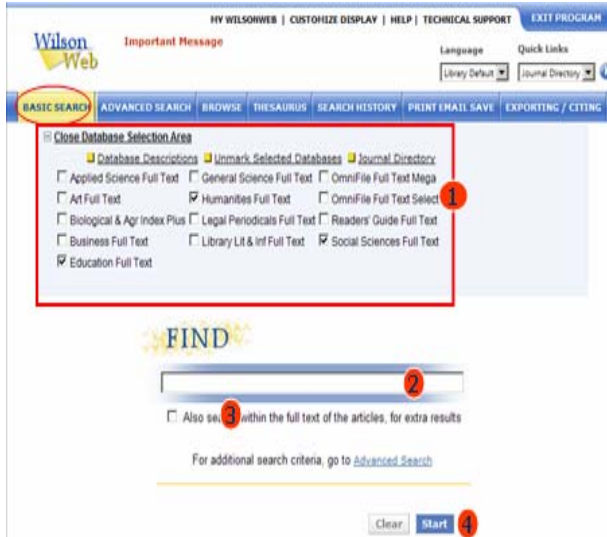 MY WILSONWEB | CUSTOMIZE DISPLAY | HELP | TECHNICAL SUPPORT EXIT PROGRAM
Wilson Web
Important Message
Language Quick Links
Library Default Journal Directory
BASIC SEARCH ADVANCED SEARCH BROWSE THESAURUS SEARCH HISTORY PRINT EMAIL SAVE EXPORTING / CITING
Close Database Selection Area
Database Descriptions Unmark Selected Databases Journal Directory
Applied Science Full Text General Science Full Text OmniFile Full Text Mega
Art Full Text Humanities Full Text OmniFile Full Text Select 1
Biological & Agr Index Plus Legal Periodicals Full Text Readers' Guide Full Text
Business Full Text Library Lit & Inf Full Text Social Sciences Full Text
Education Full Text
FIND
2
Also 3 within the full text of the articles, for extra results
For additional search criteria, go to Advanced Search
Clear Start 4